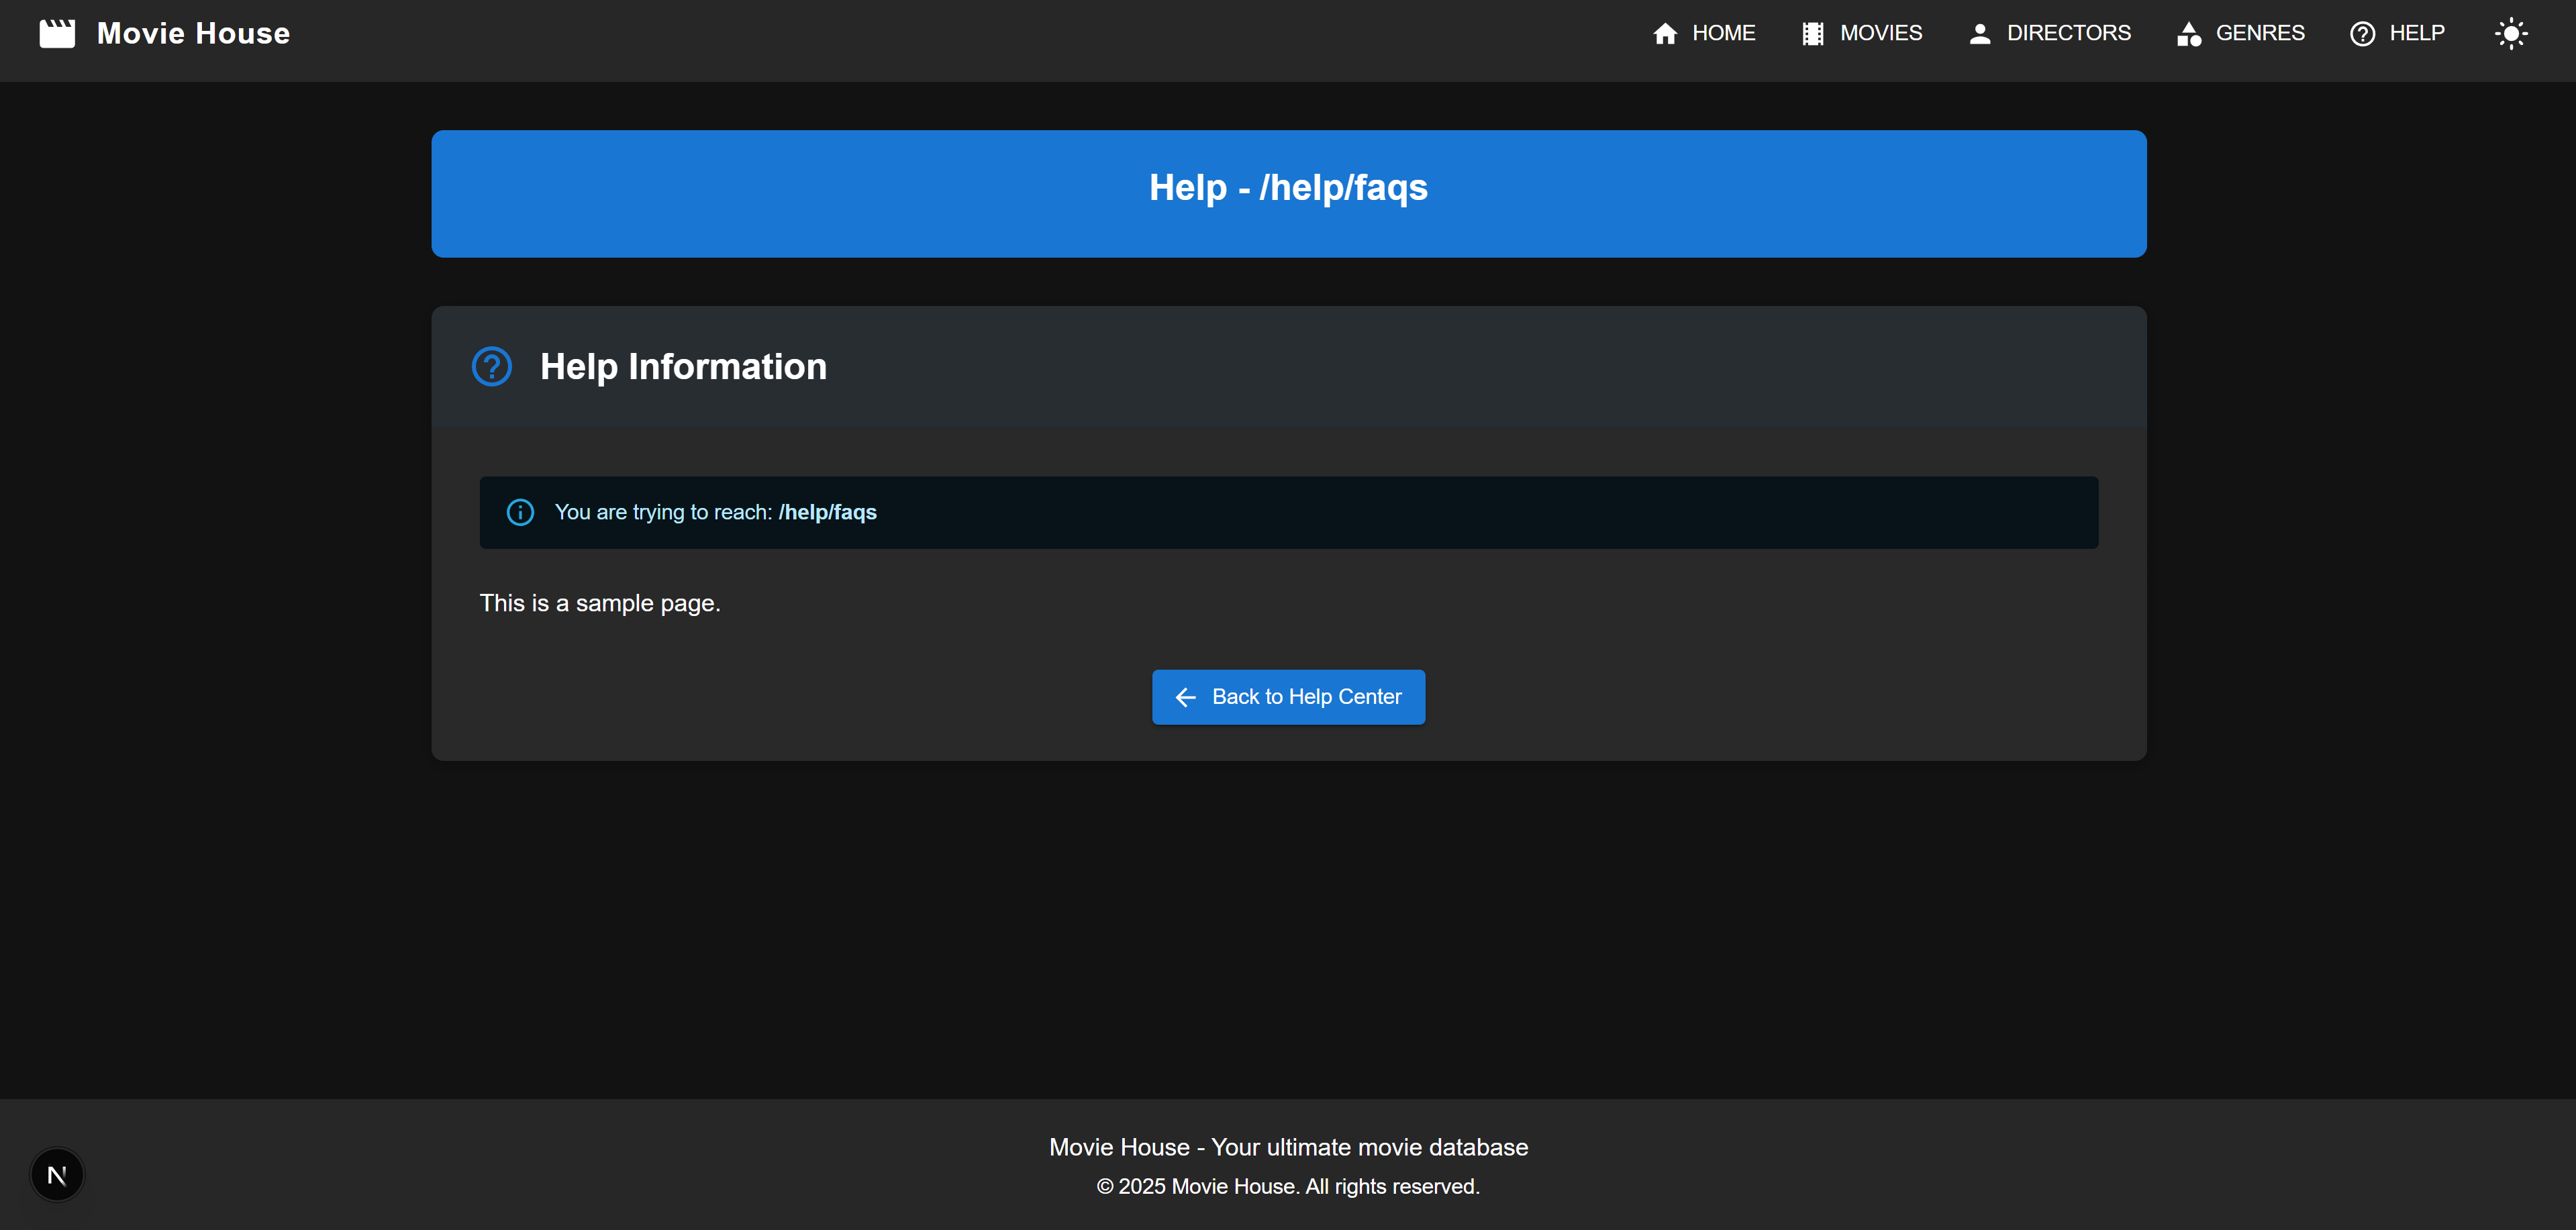 Movie House
HOME
MOVIES
DIRECTORS
GENRES
HELP
Help - /help/faqs
Help Information
You are trying to reach: /help/faqs
This is a sample page.
Back to Help Center
Movie House - Your ultimate movie database
© 2025 Movie House. All rights reserved.
N